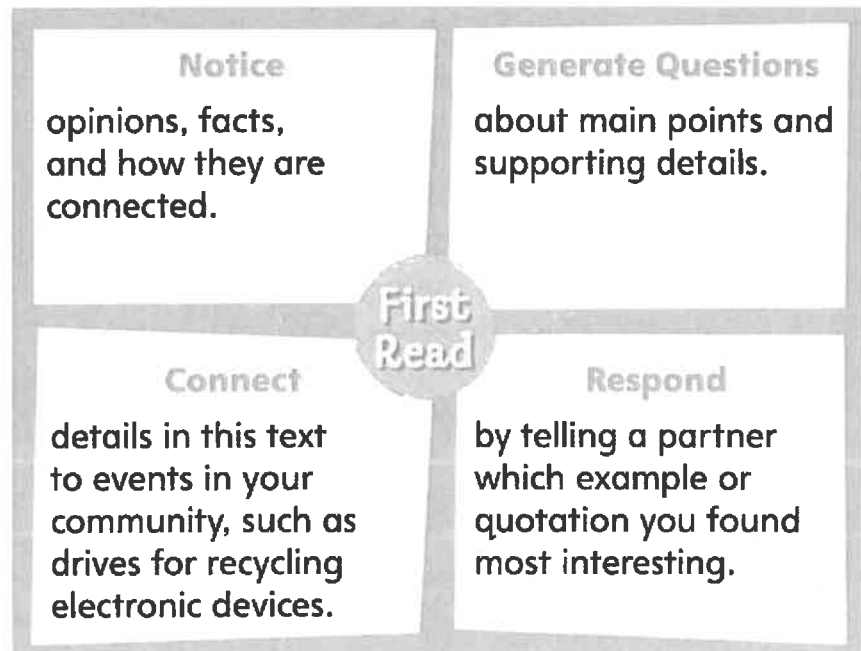 Notice
opinions, facts,
and how they are
connected.
Generate Questions
about main points and
supporting details.
First
Read
Connect
details in this text
to events in your
community, such as
drives for recycling
electronic devices.
Respond
by telling a partner
which example or
quotation you found
most interesting.